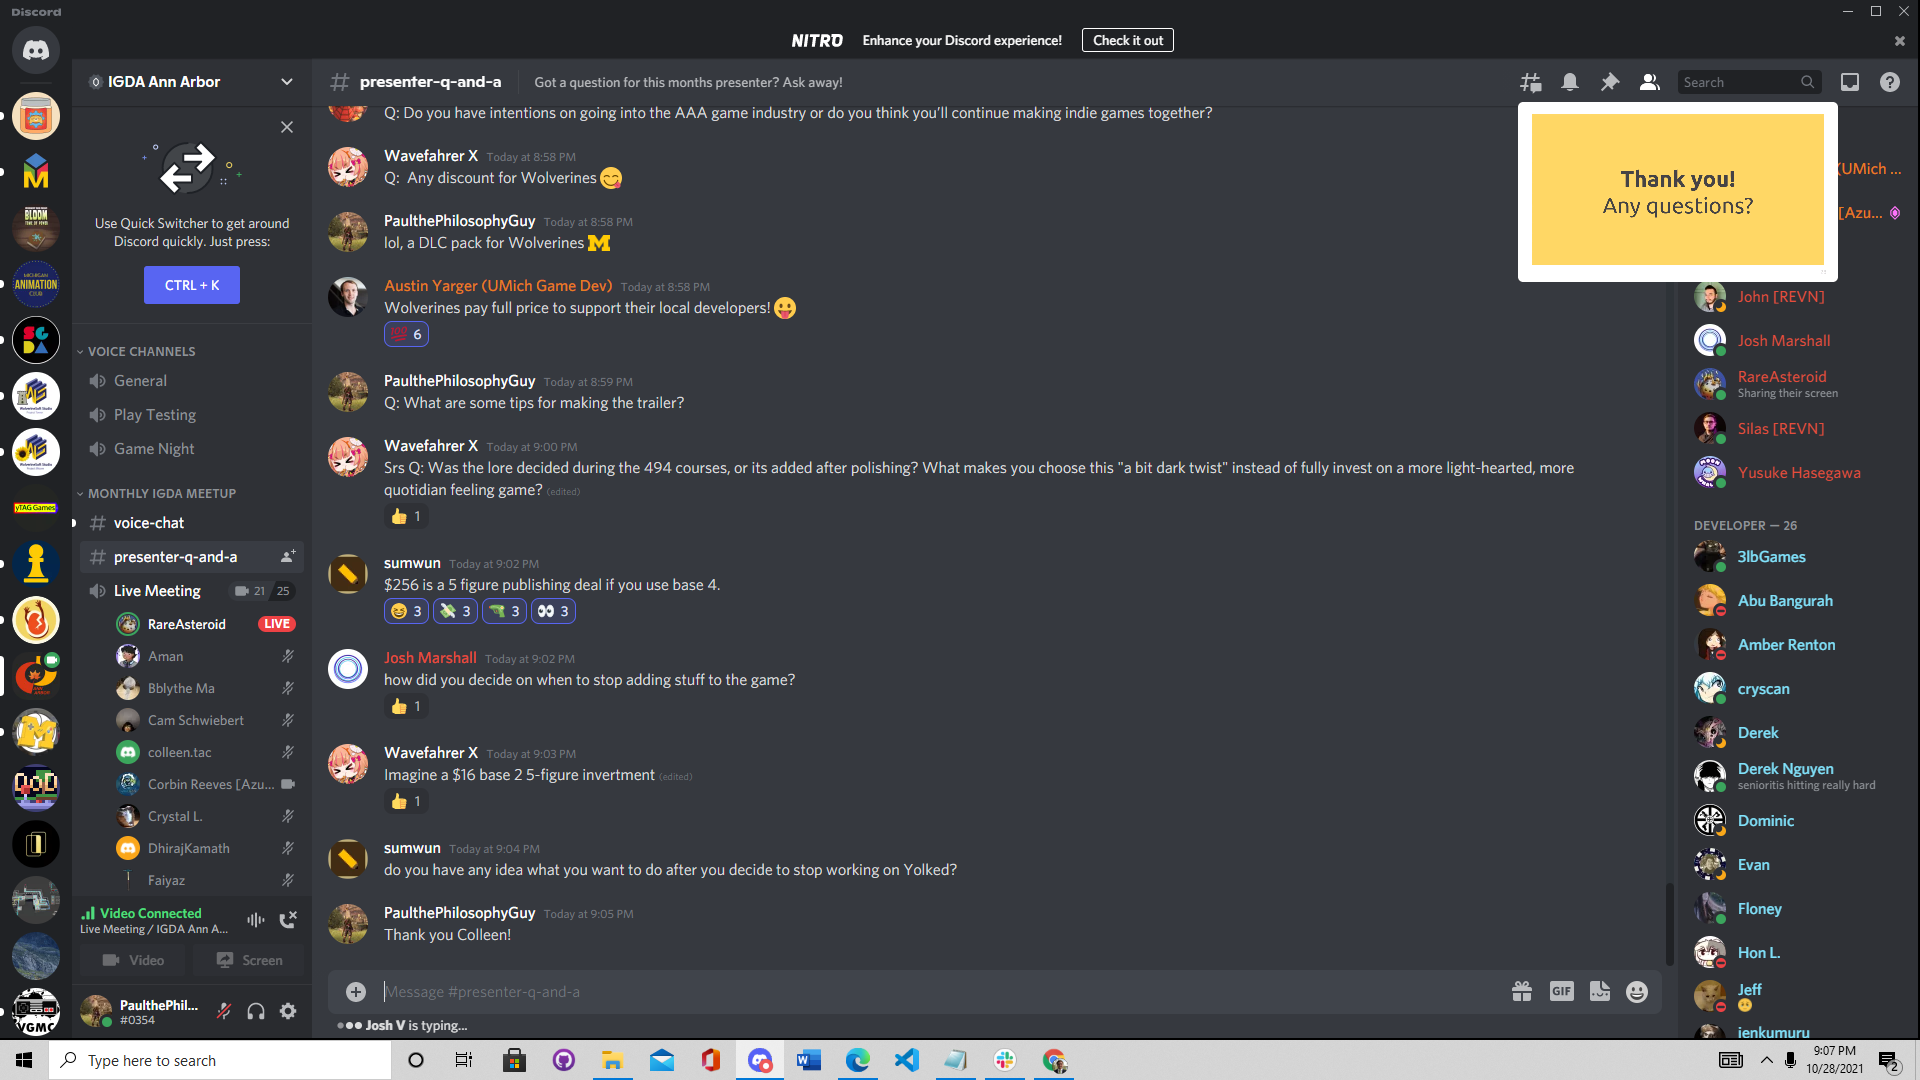 Discord
NITRO Enhance your Discord experience! Check it out
IGDA Ann Arbor
Use Quick Switcher to get around
Discord quickly. Just press:
CTRL + K
VOICE CHANNELS
General
Play Testing
Game Night
MONTHLY IGDA MEETUP
voice-chat
presenter-q-and-a
Live Meeting 21 25
RareAsteroid LIVE
Aman
Bblythe Ma
Cam Schwiebert
colleen.tac
Corbin Reeves [Azu...
Crystal L.
DhirajKamath
Faiyaz
Video Connected
Live Meeting / IGDA Ann A...
Video Screen
PaulthePhil...
#0354
presenter-q-and-a Got a question for this months presenter? Ask away!
Search
Q: Do you have intentions on going into the AAA game industry or do you think you'll continue making indie games together?
Wavefahrer X Today at 8:58 PM
Q: Any discount for Wolverines
PaulthePhilosophyGuy Today at 8:58 PM
lol, a DLC pack for Wolverines
Austin Yarger (UMich Game Dev) Today at 8:58 PM
Wolverines pay full price to support their local developers!
6
PaulthePhilosophyGuy Today at 8:59 PM
Q: What are some tips for making the trailer?
Wavefahrer X Today at 9:00 PM
Srs Q: Was the lore decided during the 494 courses, or its added after polishing? What makes you choose this "a bit dark twist" instead of fully invest on a more light-hearted, more
quotidian feeling game? (edited)
1
sumwun Today at 9:02 PM
$256 is a 5 figure publishing deal if you use base 4.
3 3 3 3
Josh Marshall Today at 9:02 PM
how did you decide on when to stop adding stuff to the game?
1
Wavefahrer X Today at 9:03 PM
Imagine a $16 base 2 5-figure invertment (edited)
1
sumwun Today at 9:04 PM
do you have any idea what you want to do after you decide to stop working on Yolked?
PaulthePhilosophyGuy Today at 9:05 PM
Thank you Colleen!
Message #presenter-q-and-a
GIF
Josh V is typing...
Thank you!
Any questions?
(UMich ...
[Azu...
John [REVN]
Josh Marshall
RareAsteroid
Sharing their screen
Silas [REVN]
Yusuke Hasegawa
DEVELOPER — 26
3lbGames
Abu Bangurah
Amber Renton
cryscan
Derek
Derek Nguyen
senioritis hitting really hard
Dominic
Evan
Floney
Hon L.
Jeff
jenkumuru
BLOOM
MICHIGAN
ANIMATION
CLUB
yTAG Games
VGMC
Type here to search
9:07 PM
10/28/2021
2